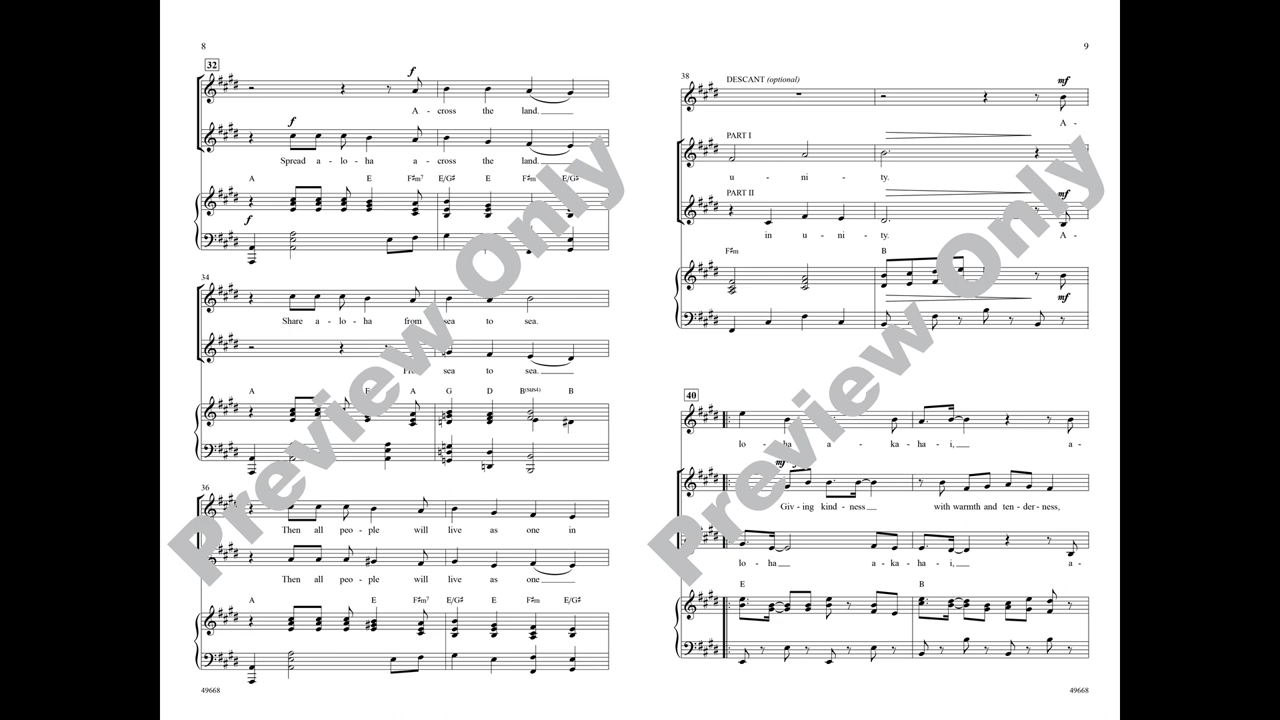 8
32
f
A - cross the land.
f
Spread a - lo - ha a - cross the land.
A E F♯m7 E/G♯ E F♯m E/G♯
f
34
Share a - lo - ha from sea to sea.
From sea to sea.
A E A G D B(sus4) B
36
Then all peo - ple will live as one in
Then all peo - ple will live as one
A E F♯m7 E/G♯ E F♯m E/G♯
49668
Preview Only
9
38
DESCANT (optional)
mf
A -
PART I
u - ni - ty.
PART II
mf
in u - ni - ty. A -
F♯m B
mf
40
lo - ha a - ka - ha - i, a -
mf
Giv - ing kind - ness with warmth and ten - der - ness,
lo - ha a - ka - ha - i, a -
E B
49668
Preview Only